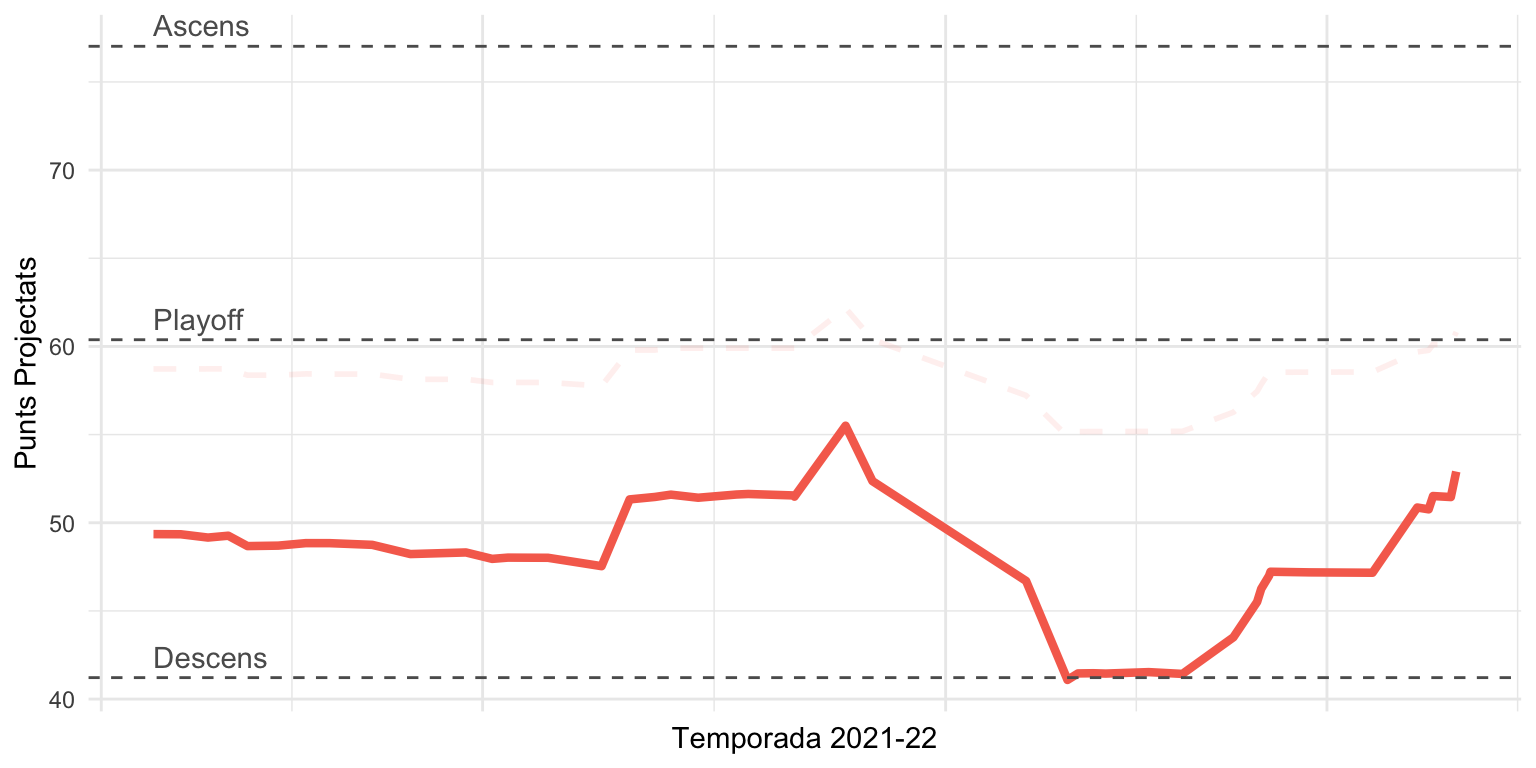 Ascens
70
Playoff
60
50
Descens
40
Punts Projectats
Temporada 2021-22